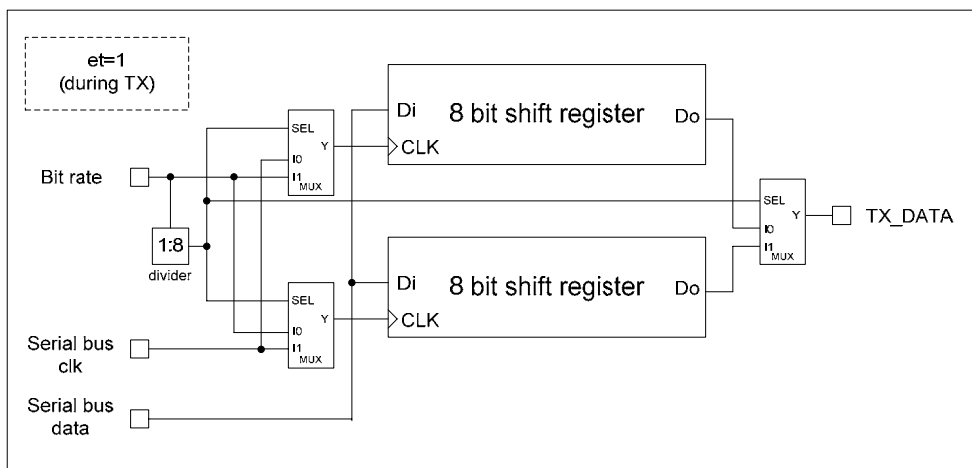 et=1
(during TX)
Bit rate
1:8
divider
Serial bus
clk
Serial bus
data
SEL
I0
I1
Y
MUX
SEL
I0
I1
Y
MUX
Di
8 bit shift register
Do
CLK
Di
8 bit shift register
Do
CLK
SEL
I0
I1
Y
MUX
TX_DATA